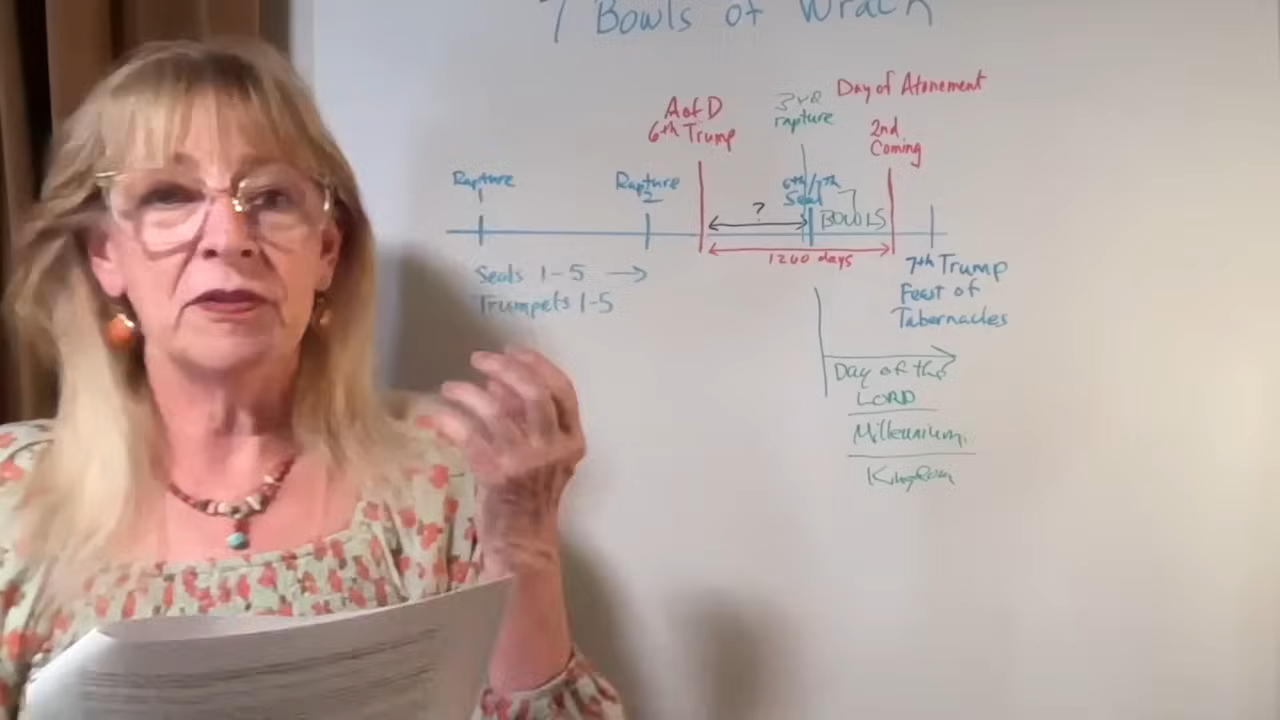 7 Bowls of Wrath
Day of Atonement
3rd
rapture
A of D
6th Trump
2nd
Coming
Rapture
1
Rapture
2
6th/7th
Seal
7
BOWLS
?
1260 days
Seals 1-5
Trumpets 1-5
7th Trump
Feast of
Tabernacles
Day of the
LORD
Millennium
Kingdom